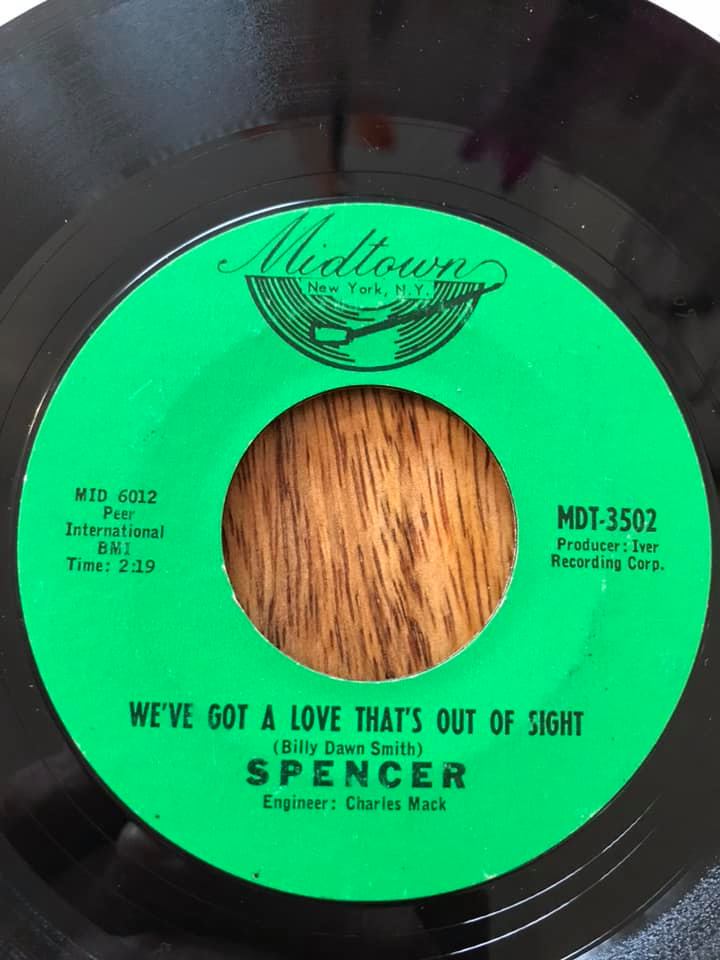 Midtown
New York, N.Y.
MID 6012
Peer
International
BMI
Time: 2:19
MDT-3502
Producer: Iver
Recording Corp.
WE'VE GOT A LOVE THAT'S OUT OF SIGHT
(Billy Dawn Smith)
SPENCER
Engineer: Charles Mack